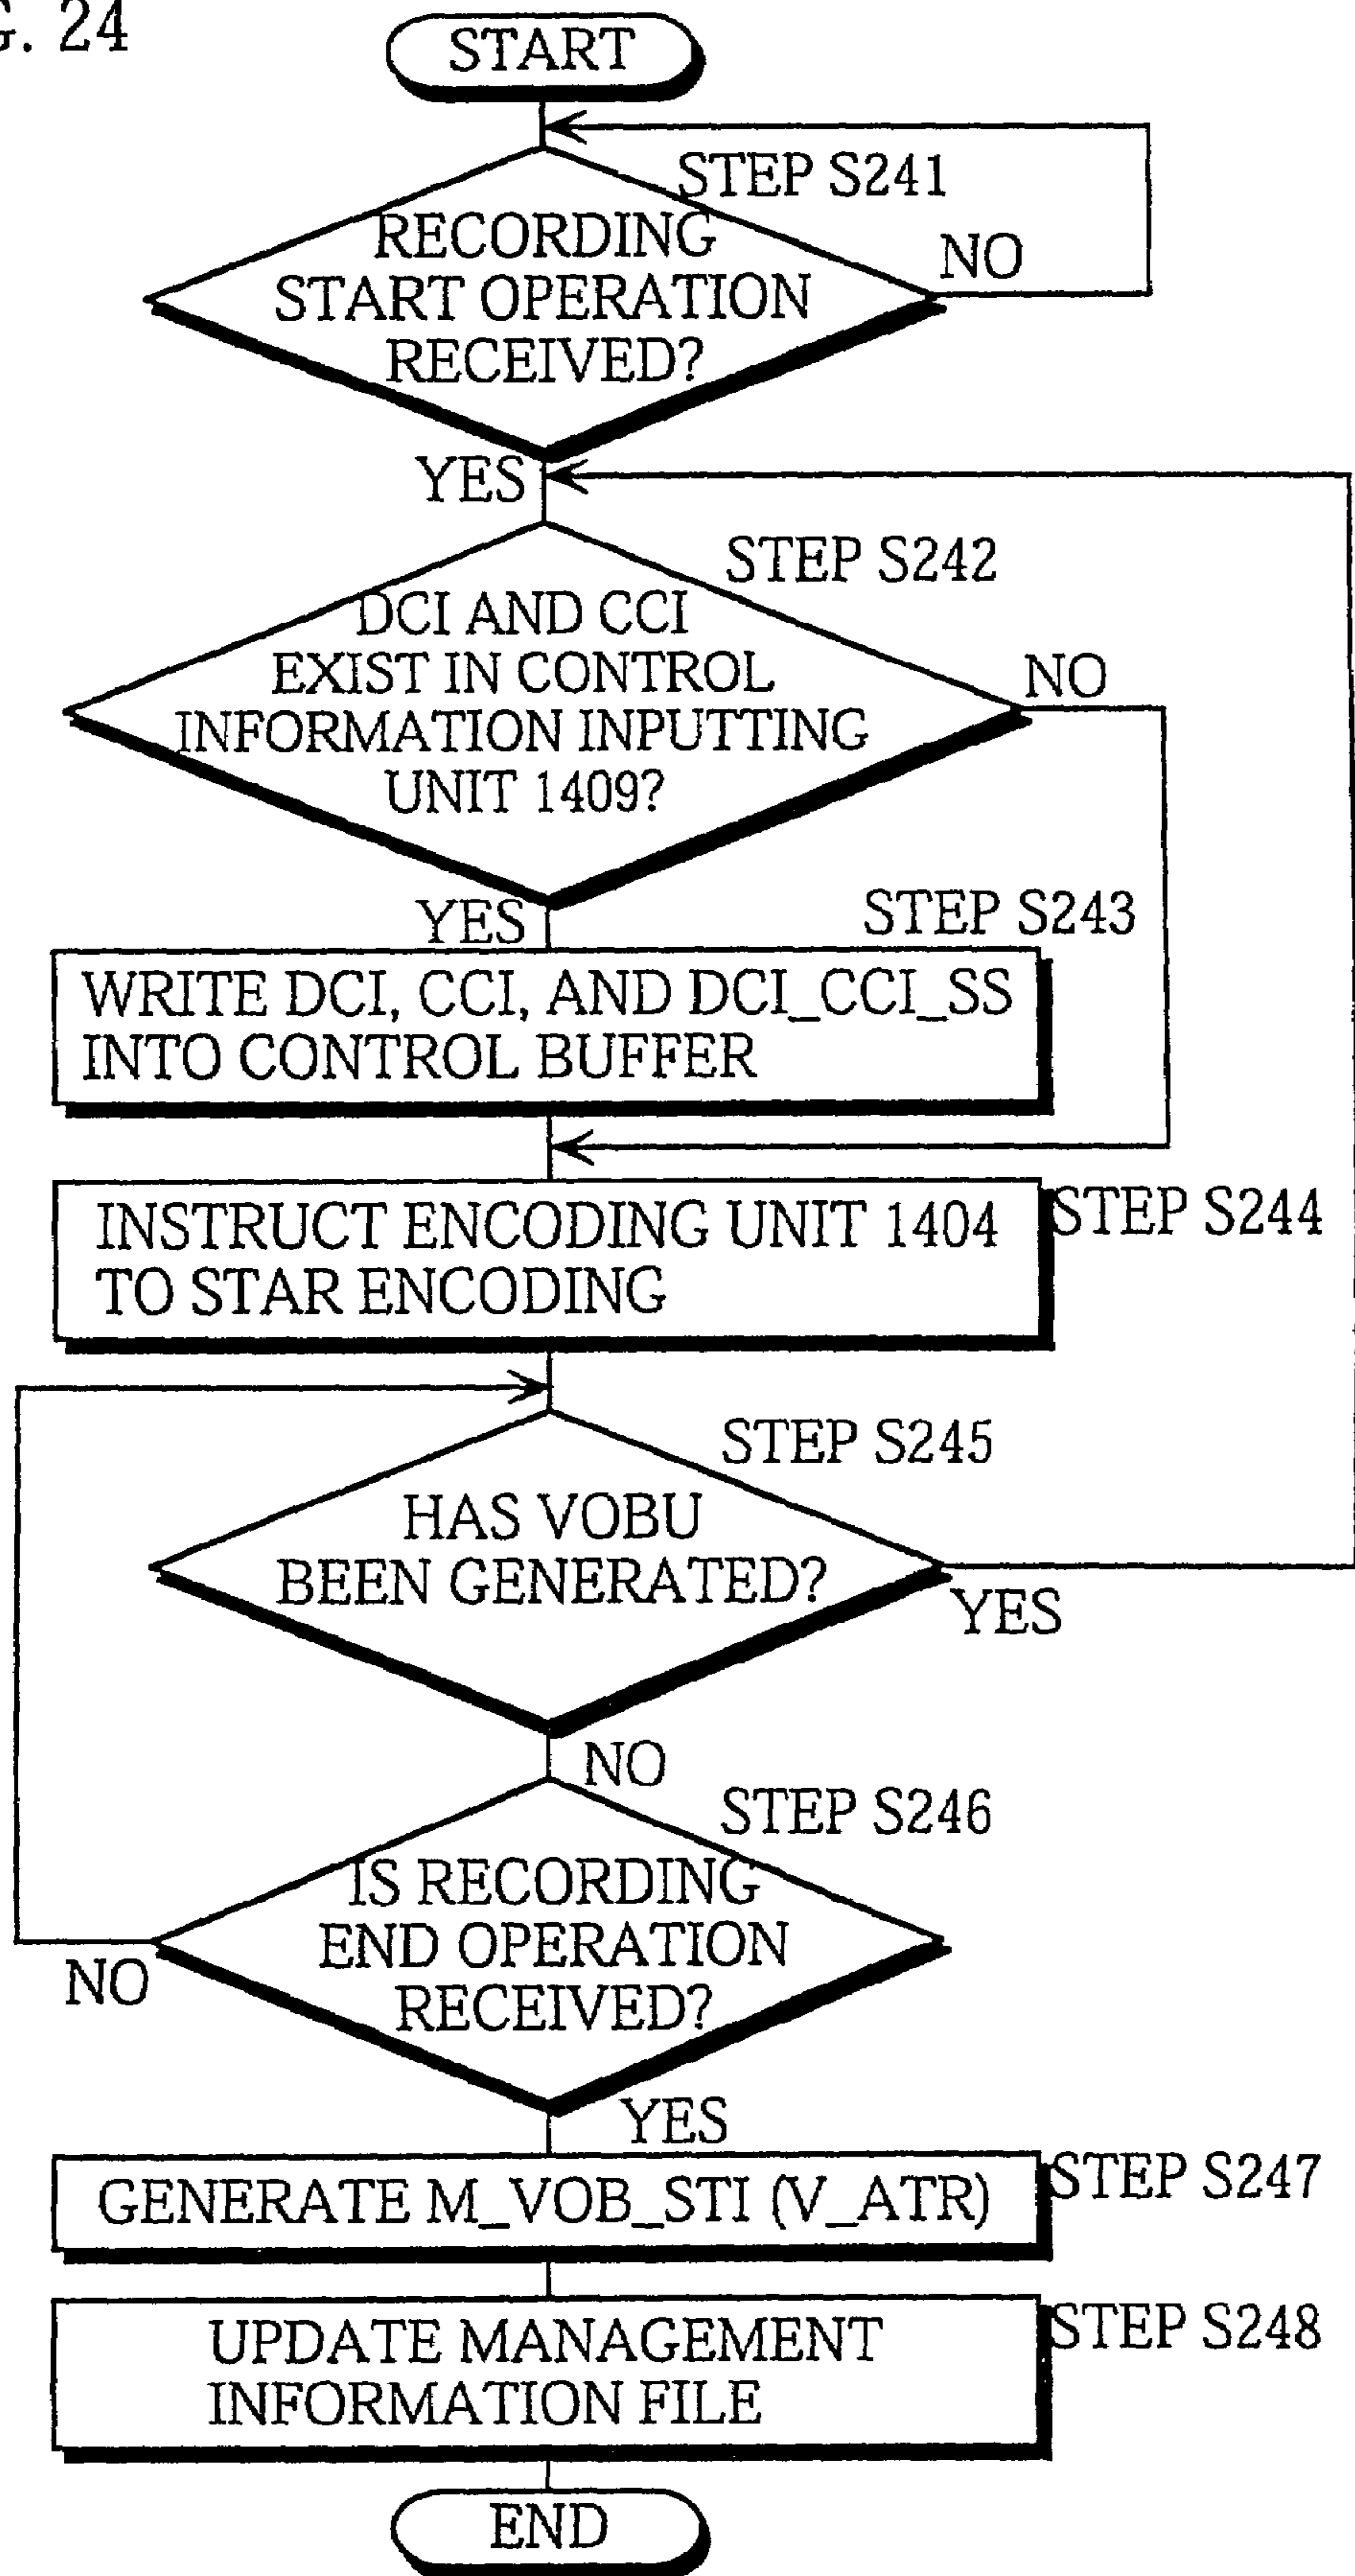 G. 24
START
STEP S241
RECORDING
START OPERATION
RECEIVED?
NO
YES
STEP S242
DCI AND CCI
EXIST IN CONTROL
INFORMATION INPUTTING
UNIT 1409?
NO
YES
STEP S243
WRITE DCI, CCI, AND DCI_CCI_SS
INTO CONTROL BUFFER
STEP S244
INSTRUCT ENCODING UNIT 1404
TO STAR ENCODING
STEP S245
HAS VOBU
BEEN GENERATED?
YES
NO
STEP S246
IS RECORDING
END OPERATION
RECEIVED?
NO
YES
STEP S247
GENERATE M_VOB_STI (V_ATR)
STEP S248
UPDATE MANAGEMENT
INFORMATION FILE
END